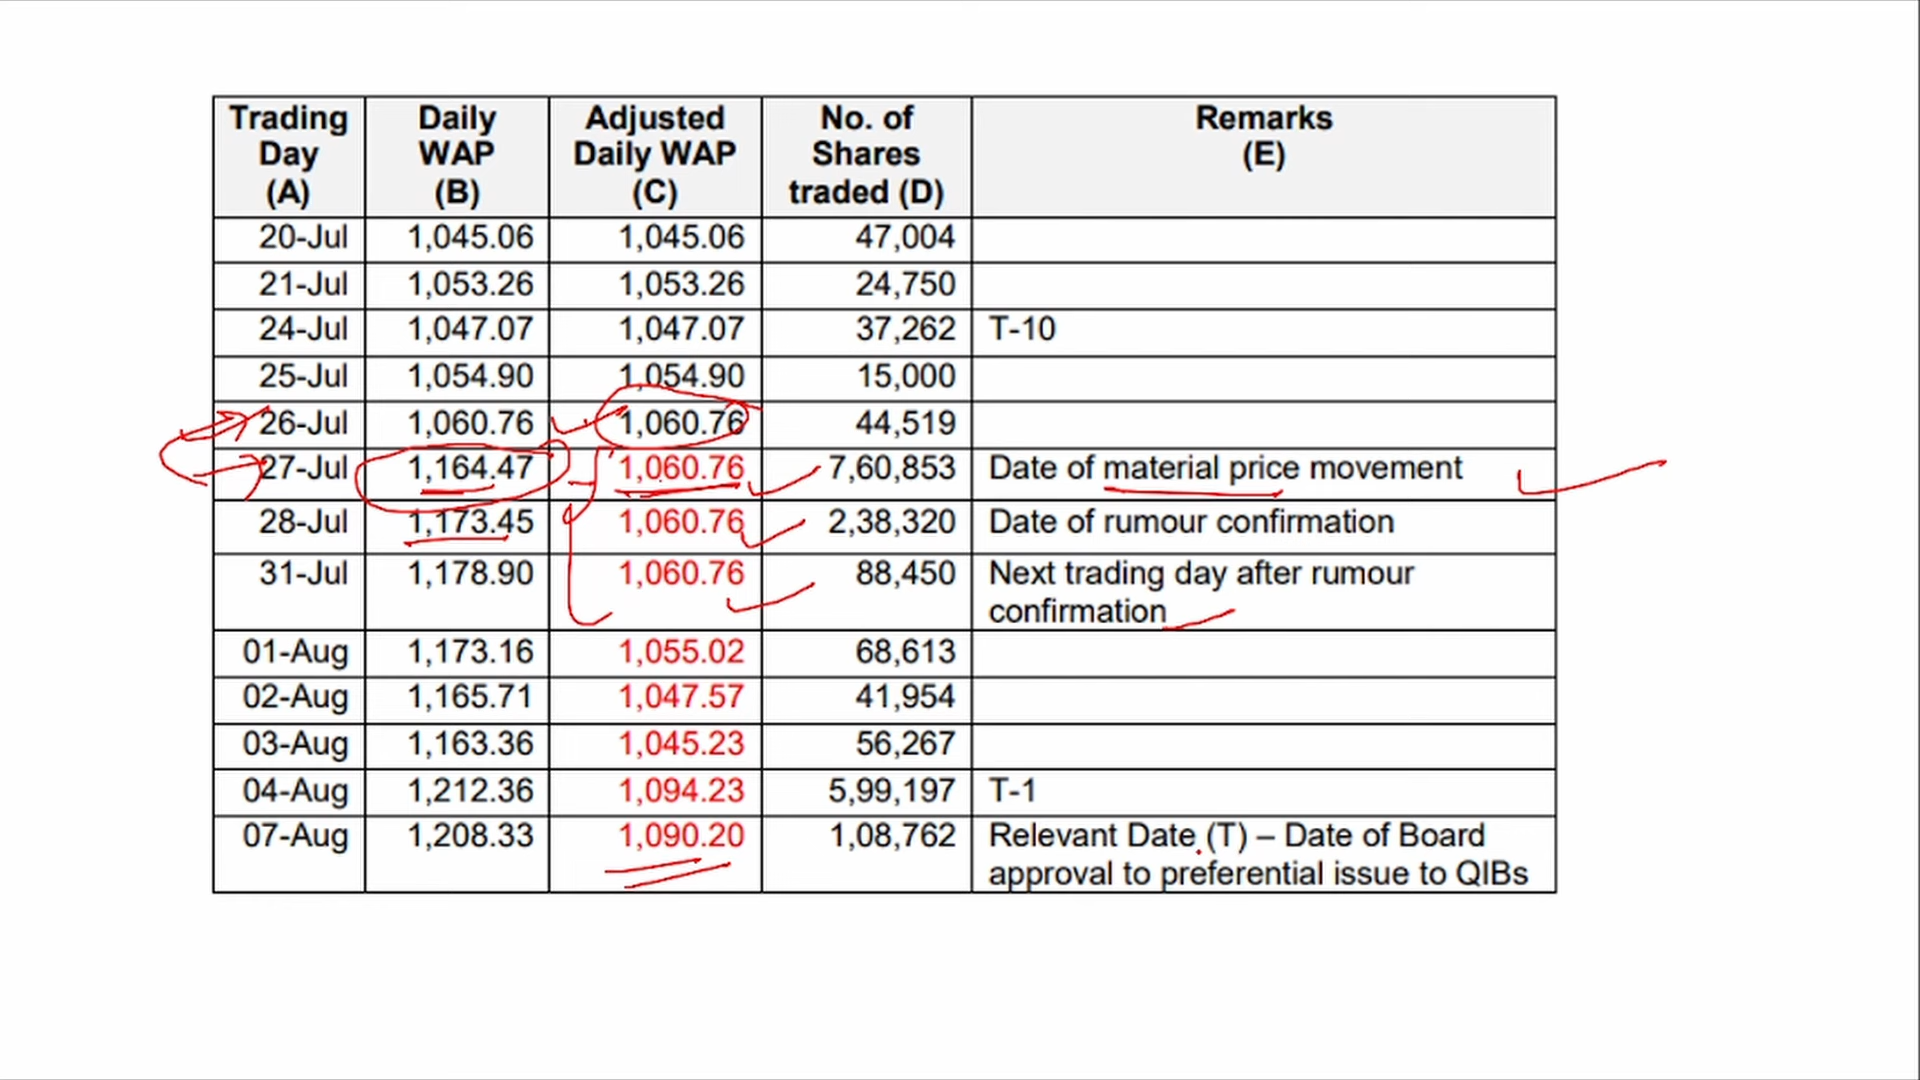 Trading Day (A) Daily WAP (B) Adjusted Daily WAP (C) No. of Shares traded (D) Remarks (E)
20-Jul 1,045.06 1,045.06 47,004
21-Jul 1,053.26 1,053.26 24,750
24-Jul 1,047.07 1,047.07 37,262 T-10
25-Jul 1,054.90 1,054.90 15,000
26-Jul 1,060.76 1,060.76 44,519
27-Jul 1,164.47 1,060.76 7,60,853 Date of material price movement
28-Jul 1,173.45 1,060.76 2,38,320 Date of rumour confirmation
31-Jul 1,178.90 1,060.76 88,450 Next trading day after rumour
confirmation
01-Aug 1,173.16 1,055.02 68,613
02-Aug 1,165.71 1,047.57 41,954
03-Aug 1,163.36 1,045.23 56,267
04-Aug 1,212.36 1,094.23 5,99,197 T-1
07-Aug 1,208.33 1,090.20 1,08,762 Relevant Date (T) – Date of Board
approval to preferential issue to QIBs